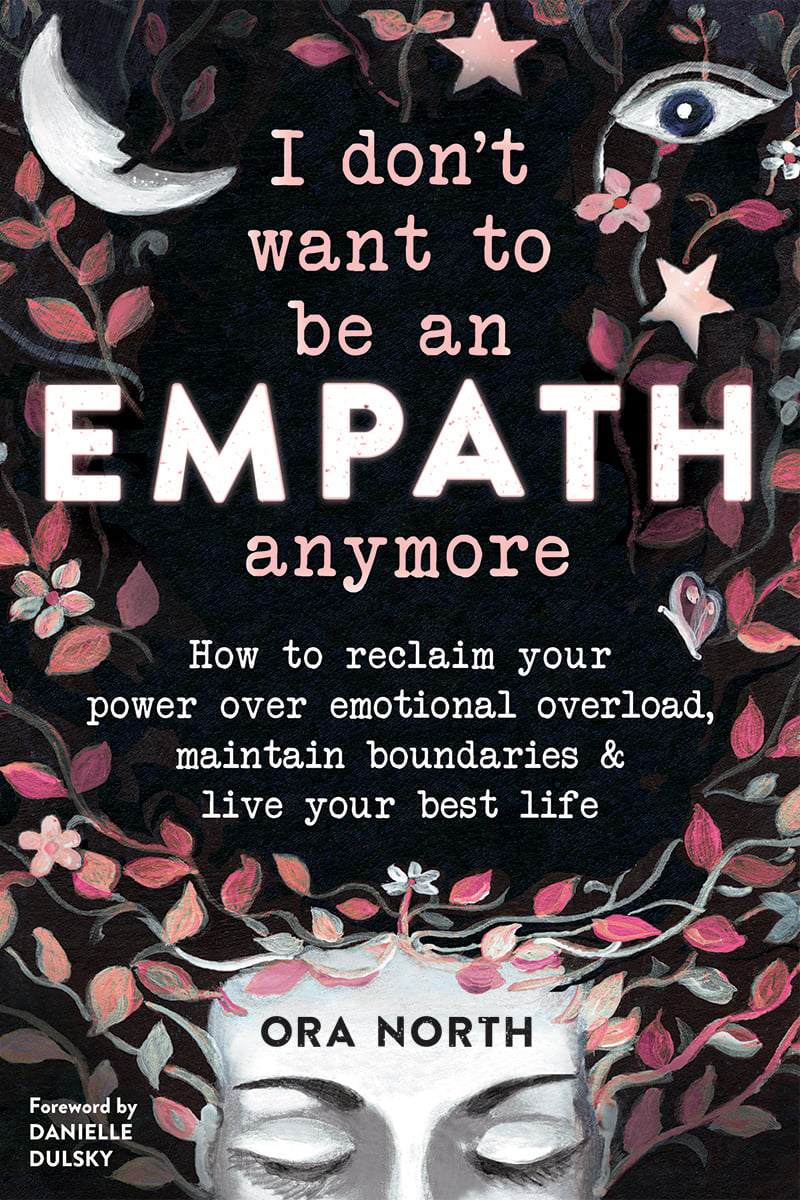 I don't
want to
be an
EMPATH
anymore
How to reclaim your
power over emotional overload,
maintain boundaries &
live your best life
ORA NORTH
Foreword by
DANIELLE
DULSKY